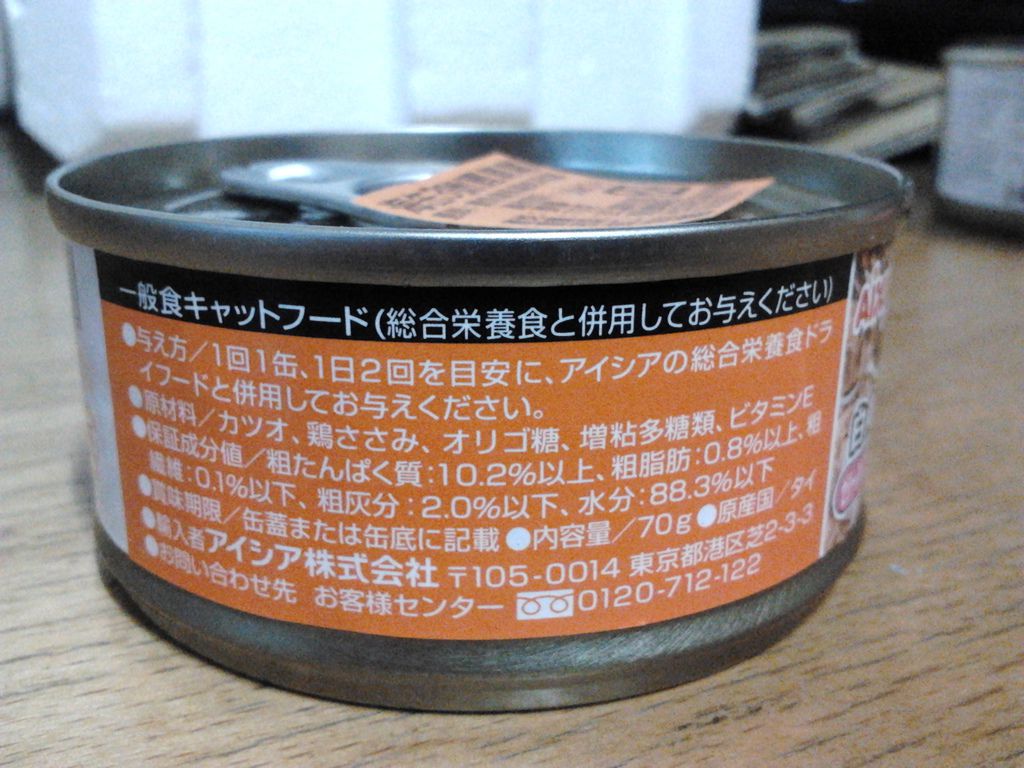 一般食キャットフード(総合栄養食と併用してお与えください)
●与え方／1回1缶、1日2回を目安に、アイシアの総合栄養食ドラ
イフードと併用してお与えください。
●原材料／カツオ、鶏ささみ、オリゴ糖、増粘多糖類、ビタミンE
●保証成分値／粗たんぱく質:10.2%以上、粗脂肪:0.8%以上、粗
繊維:0.1%以下、粗灰分:2.0%以下、水分:88.3%以下
●賞味期限／缶蓋または缶底に記載 ●内容量／70g ●原産国／タイ
●輸入者アイシア株式会社 〒105-0014 東京都港区芝2-3-3
●お問い合わせ先 お客様センター 0120-712-122